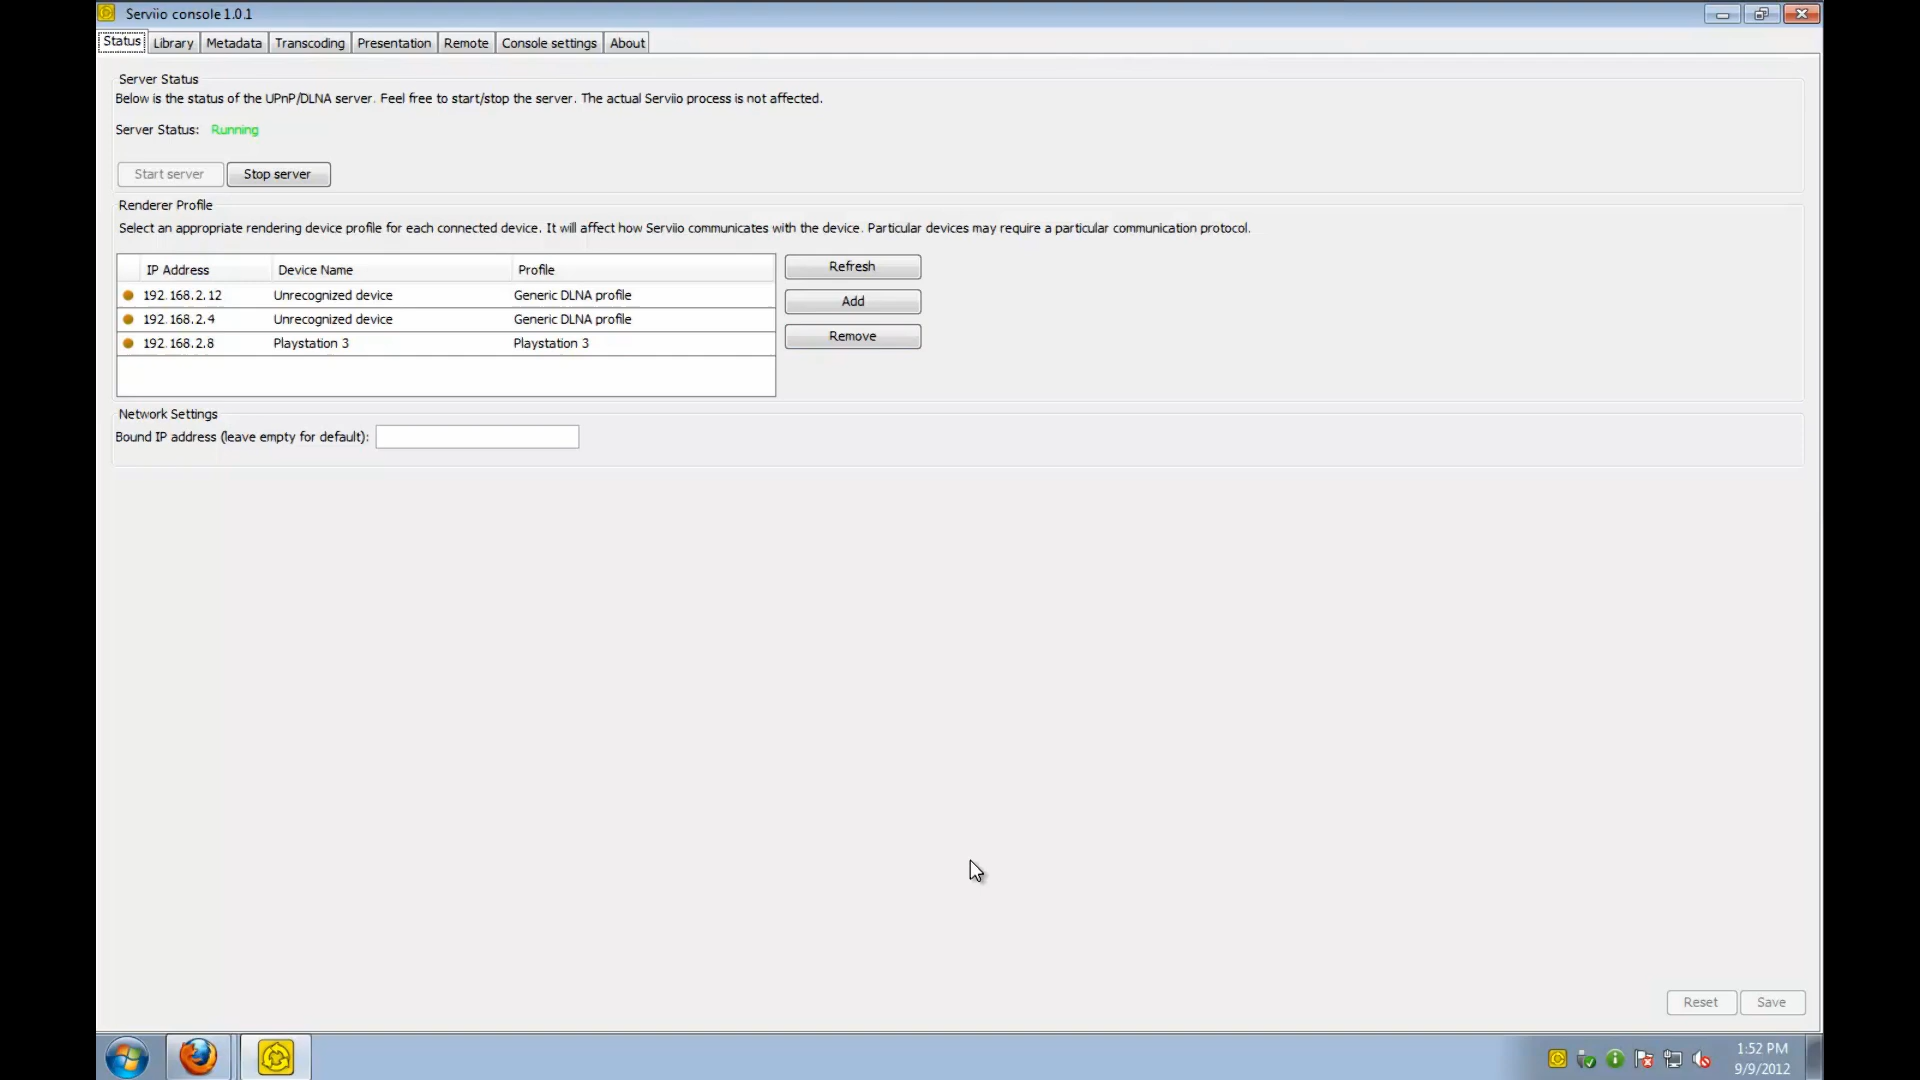 Serviio console 1.0.1
Status Library Metadata Transcoding Presentation Remote Console settings About
Server Status
Below is the status of the UPnP/DLNA server. Feel free to start/stop the server. The actual Serviio process is not affected.
Server Status: Running
Start server Stop server
Renderer Profile
Select an appropriate rendering device profile for each connected device. It will affect how Serviio communicates with the device. Particular devices may require a particular communication protocol.
IP Address Device Name Profile
192.168.2.12 Unrecognized device Generic DLNA profile
192.168.2.4 Unrecognized device Generic DLNA profile
192.168.2.8 Playstation 3 Playstation 3
Refresh
Add
Remove
Network Settings
Bound IP address (leave empty for default):
Reset Save
1:52 PM
9/9/2012